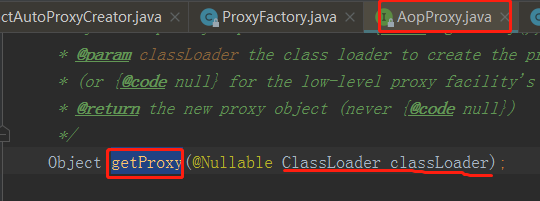 ctAutoProxyCreator.java ProxyFactory.java AopProxy.java
* @param classLoader the class loader to create the p
* (or {@code null} for the low-level proxy facility's
* @return the new proxy object (never {@code null})
*/
Object getProxy(@Nullable ClassLoader classLoader);